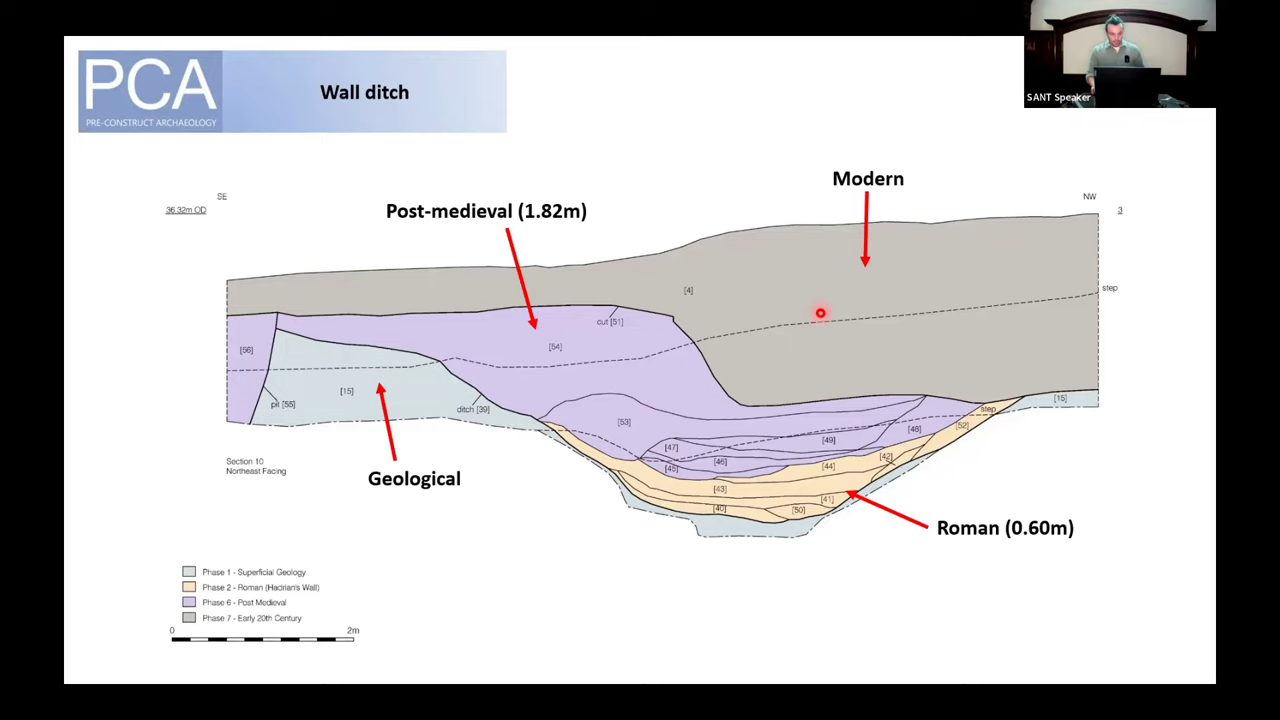 PCA
PRE-CONSTRUCT ARCHAEOLOGY
Wall ditch
SANT Speaker
Modern
SE
NW
36.32m OD
3
Post-medieval (1.82m)
[4]
step
cut [51]
[56]
[54]
[15]
pit [55]
ditch [39]
[15]
step
[53]
[52]
[48]
[49]
[47]
[46]
[45]
[42]
[44]
[43]
[41]
[40]
[50]
Section 10
Northeast Facing
Geological
Roman (0.60m)
Phase 1 - Superficial Geology
Phase 2 - Roman (Hadrian's Wall)
Phase 6 - Post Medieval
Phase 7 - Early 20th Century
0
2m